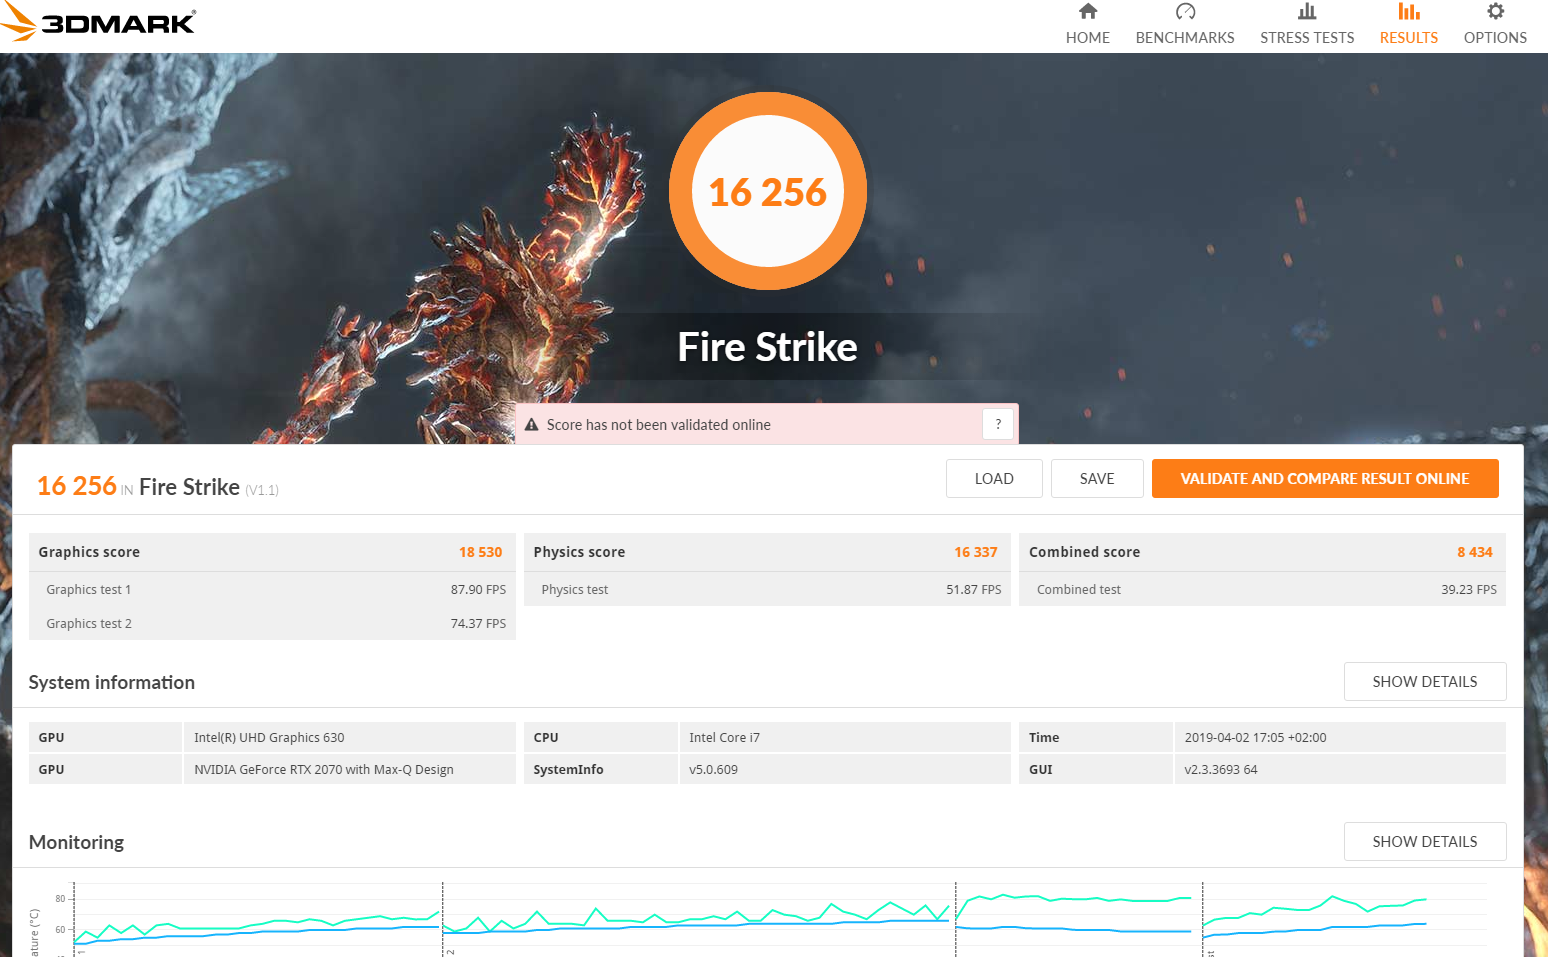 3DMARK®
HOME BENCHMARKS STRESS TESTS RESULTS OPTIONS
16 256
Fire Strike
Score has not been validated online ?
16 256 IN Fire Strike (V1.1) LOAD SAVE VALIDATE AND COMPARE RESULT ONLINE
Graphics score 18 530
Graphics test 1 87.90 FPS
Graphics test 2 74.37 FPS
Physics score 16 337
Physics test 51.87 FPS
Combined score 8 434
Combined test 39.23 FPS
System information SHOW DETAILS
GPU Intel(R) UHD Graphics 630 CPU Intel Core i7 Time 2019-04-02 17:05 +02:00
GPU NVIDIA GeForce RTX 2070 with Max-Q Design SystemInfo v5.0.609 GUI v2.3.3693 64
Monitoring SHOW DETAILS
80
60
ature (°C)
1
2
st